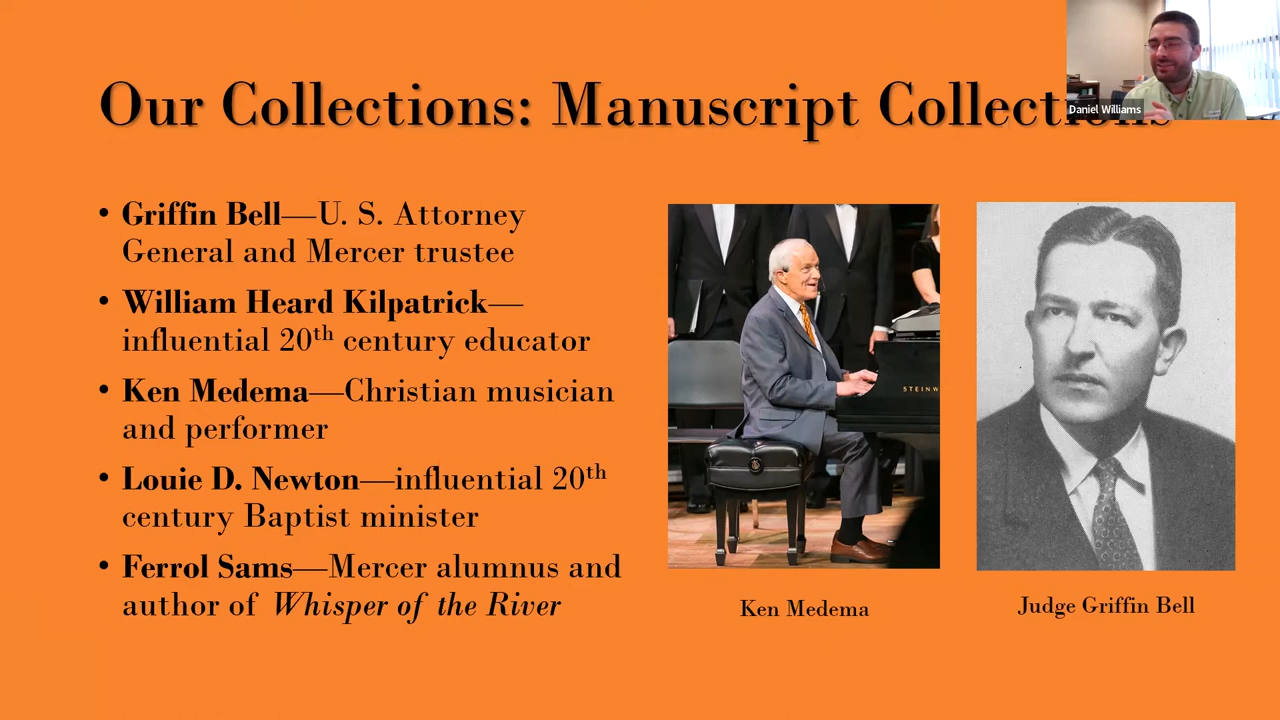 Our Collections: Manuscript Collections
Daniel Williams
• Griffin Bell—U. S. Attorney
General and Mercer trustee
• William Heard Kilpatrick—
influential 20th century educator
• Ken Medema—Christian musician
and performer
• Louie D. Newton—influential 20th
century Baptist minister
• Ferrol Sams—Mercer alumnus and
author of Whisper of the River
STEINW
Ken Medema
Judge Griffin Bell